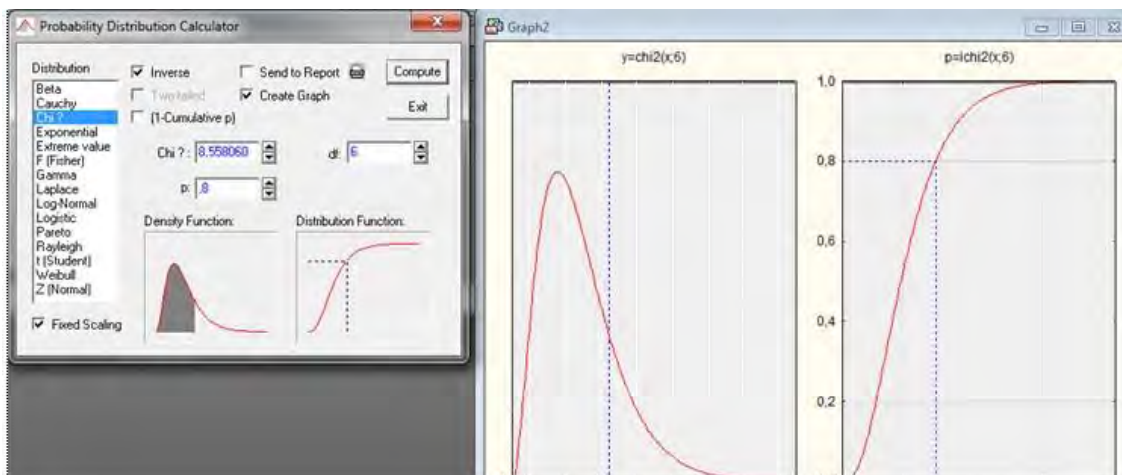 Probability Distribution Calculator
Distribution
Beta
Cauchy
Chi ?
Exponential
Extreme value
F (Fisher)
Gamma
Laplace
Log-Normal
Logistic
Pareto
Rayleigh
t (Student)
Weibull
Z (Normal)
Fixed Scaling
Inverse
Two tailed
(1-Cumulative p)
Send to Report
Create Graph
Compute
Exit
Chi ? : 8.558060
df: 6
p: .8
Density Function:
Distribution Function:
Graph2
y=chi2(x;6)
p=ichi2(x;6)
1,0
0,8
0,6
0,4
0,2